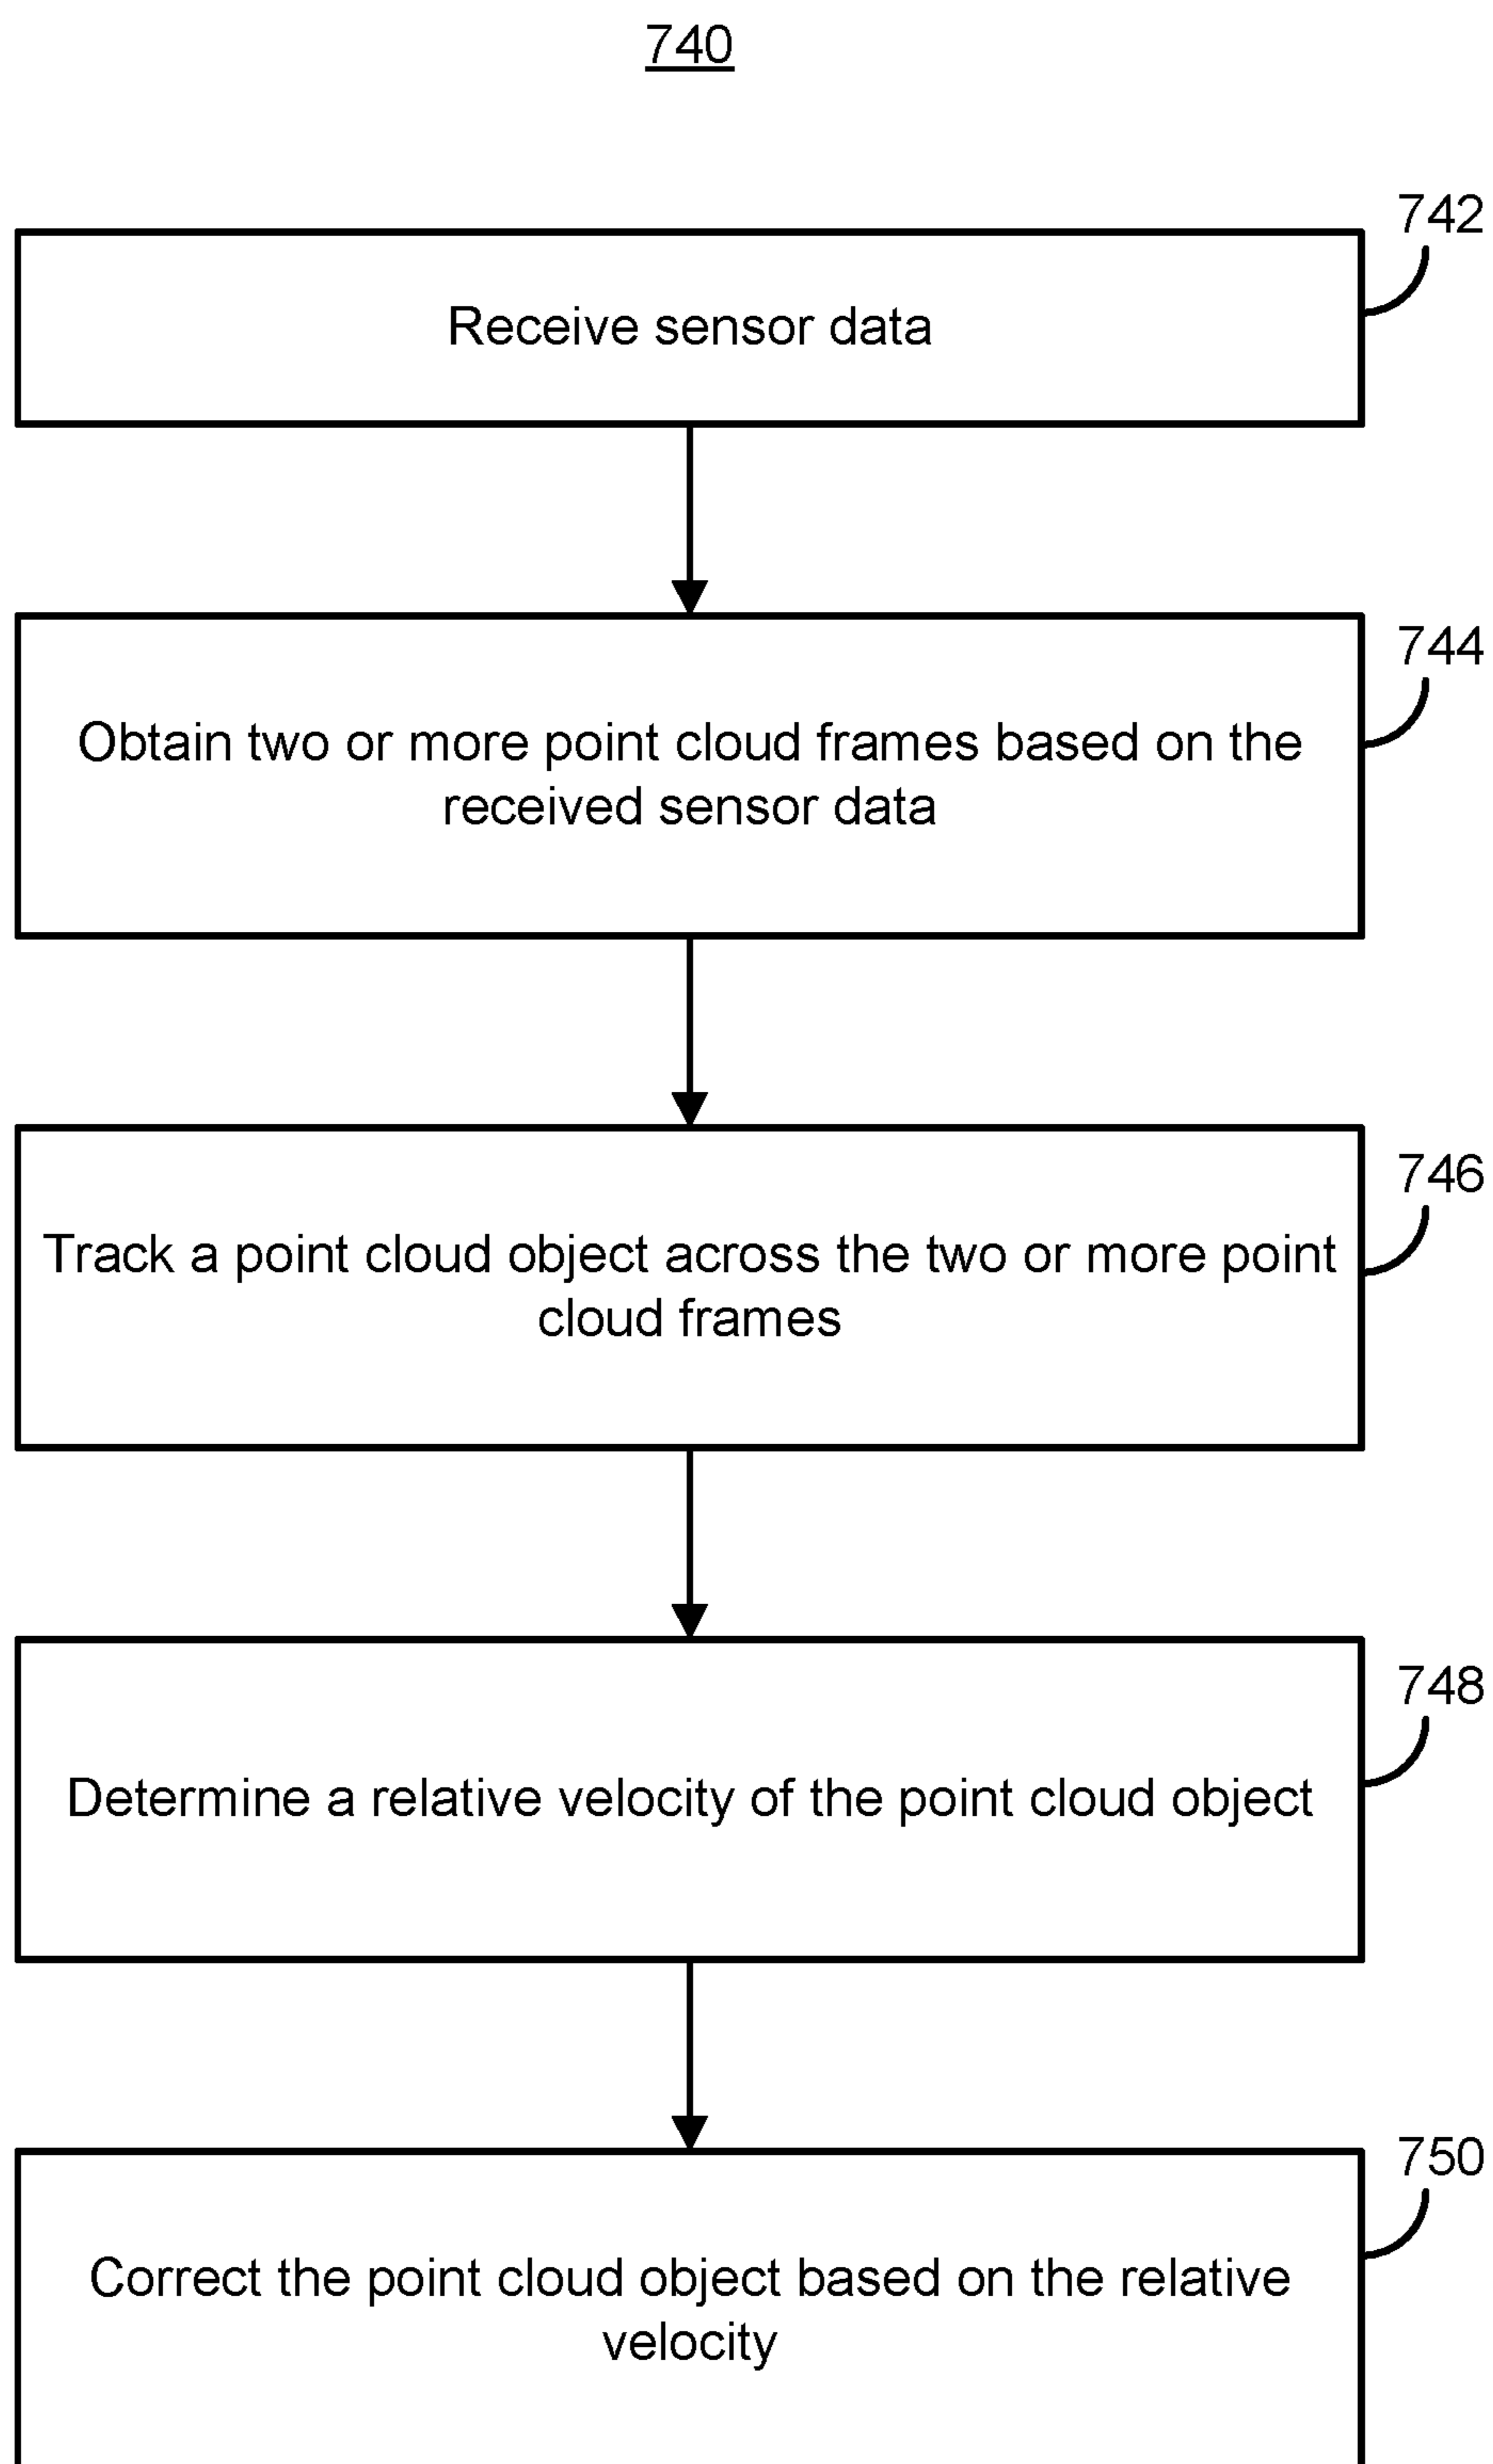 740
742
Receive sensor data
744
Obtain two or more point cloud frames based on the
received sensor data
746
Track a point cloud object across the two or more point
cloud frames
748
Determine a relative velocity of the point cloud object
750
Correct the point cloud object based on the relative
velocity